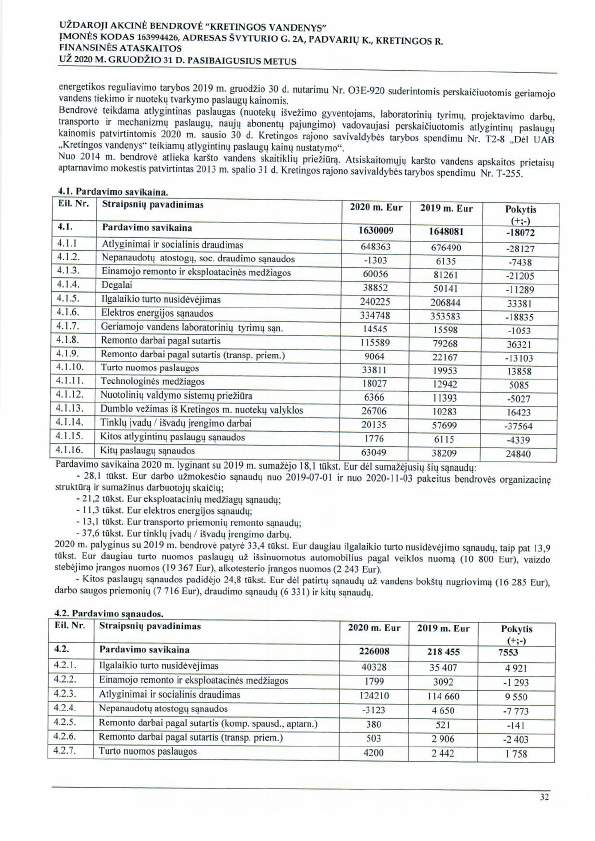 UŽDAROJI AKCINĖ BENDROVĖ "KRETINGOS VANDENYS"
ĮMONĖS KODAS 163994426, ADRESAS ŠVYTURIO G. 2A, PADVARIŲ K., KRETINGOS R.
FINANSINĖS ATASKAITOS
UŽ 2020 M. GRUODŽIO 31 D. PASIBAIGUSIUS METUS
energetikos reguliavimo tarybos 2019 m. gruodžio 30 d. nutarimu Nr. O3E-920 suderintomis perskaičiuotomis geriamojo
vandens tiekimo ir nuotekų tvarkymo paslaugų kainomis.
Bendrovė teikdama atlygintinas paslaugas (nuotekų išvežimo gyventojams, laboratorinių tyrimų, projektavimo darbų,
transporto ir mechanizmų paslaugų, naujų abonentų pajungimo) vadovaujasi perskaičiuotomis atlygintinų paslaugų
kainomis patvirtintomis 2020 m. sausio 30 d. Kretingos rajono savivaldybės tarybos spendimu Nr. T2-8 „Dėl UAB
„Kretingos vandenys“ teikiamų atlygintinų paslaugų kainų nustatymo“.
Nuo 2014 m. bendrovė atlieka karšto vandens skaitiklių priežiūrą. Atsiskaitomųjų karšto vandens apskaitos prietaisų
aptarnavimo mokestis patvirtintas 2013 m. spalio 31 d. Kretingos rajono savivaldybės tarybos spendimu Nr. T-255.
4.1. Pardavimo savikaina.
Eil. Nr. Straipsnių pavadinimas 2020 m. Eur 2019 m. Eur Pokytis
(+;-)
4.1. Pardavimo savikaina 1630009 1648081 -18072
4.1.1 Atlyginimai ir socialinis draudimas 648363 676490 -28127
4.1.2. Nepanaudotų atostogų, soc. draudimo sąnaudos -1303 6135 -7438
4.1.3. Einamojo remonto ir eksploatacinės medžiagos 60056 81261 -21205
4.1.4. Degalai 38852 50141 -11289
4.1.5. Ilgalaikio turto nusidėvėjimas 240225 206844 33381
4.1.6. Elektros energijos sąnaudos 334748 353583 -18835
4.1.7. Geriamojo vandens laboratorinių tyrimų sąn. 14545 15598 -1053
4.1.8. Remonto darbai pagal sutartis 115589 79268 36321
4.1.9. Remonto darbai pagal sutartis (transp. priem.) 9064 22167 -13103
4.1.10. Turto nuomos paslaugos 33811 19953 13858
4.1.11. Technologinės medžiagos 18027 12942 5085
4.1.12. Nuotolinių valdymo sistemų priežiūra 6366 11393 -5027
4.1.13. Dumblo vežimas iš Kretingos m. nuotekų valyklos 26706 10283 16423
4.1.14. Tinklų įvadų / išvadų įrengimo darbai 20135 57699 -37564
4.1.15. Kitos atlygintinų paslaugų sąnaudos 1776 6115 -4339
4.1.16. Kitų paslaugų sąnaudos 63049 38209 24840
Pardavimo savikaina 2020 m. lyginant su 2019 m. sumažėjo 18,1 tūkst. Eur dėl sumažėjusių šių sąnaudų:
- 28,1 tūkst. Eur darbo užmokesčio sąnaudų nuo 2019-07-01 ir nuo 2020-11-03 pakeitus bendrovės organizacinę
struktūrą ir sumažinus darbuotojų skaičių;
- 21,2 tūkst. Eur eksploatacinių medžiagų sąnaudų;
- 11,3 tūkst. Eur elektros energijos sąnaudų;
- 13,1 tūkst. Eur transporto priemonių remonto sąnaudų;
- 37,6 tūkst. Eur tinklų įvadų / išvadų įrengimo darbų.
2020 m. palyginus su 2019 m. bendrovė patyrė 33,4 tūkst. Eur daugiau ilgalaikio turto nusidėvėjimo sąnaudų, taip pat 13,9
tūkst. Eur daugiau turto nuomos paslaugų už išsinuomotus automobilius pagal veiklos nuomą (10 800 Eur), vaizdo
stebėjimo įrangos nuomos (19 367 Eur), alkotesterio įrangos nuomos (2 243 Eur).
- Kitos paslaugų sąnaudos padidėjo 24,8 tūkst. Eur dėl patirtų sąnaudų už vandens bokštų nugriovimą (16 285 Eur),
darbo saugos priemonių (7 716 Eur), draudimo sąnaudų (6 331) ir kitų sąnaudų.
4.2. Pardavimo sąnaudos.
Eil. Nr. Straipsnių pavadinimas 2020 m. Eur 2019 m. Eur Pokytis
(+;-)
4.2. Pardavimo savikaina 226008 218 455 7553
4.2.1. Ilgalaikio turto nusidėvėjimas 40328 35 407 4 921
4.2.2. Einamojo remonto ir eksploatacinės medžiagos 1799 3092 -1 293
4.2.3. Atlyginimai ir socialinis draudimas 124210 114 660 9 550
4.2.4. Nepanaudotų atostogų sąnaudos -3123 4 650 -7 773
4.2.5. Remonto darbai pagal sutartis (komp. spausd., aptarn.) 380 521 -141
4.2.6. Remonto darbai pagal sutartis (transp. priem.) 503 2 906 -2 403
4.2.7. Turto nuomos paslaugos 4200 2 442 1 758
32